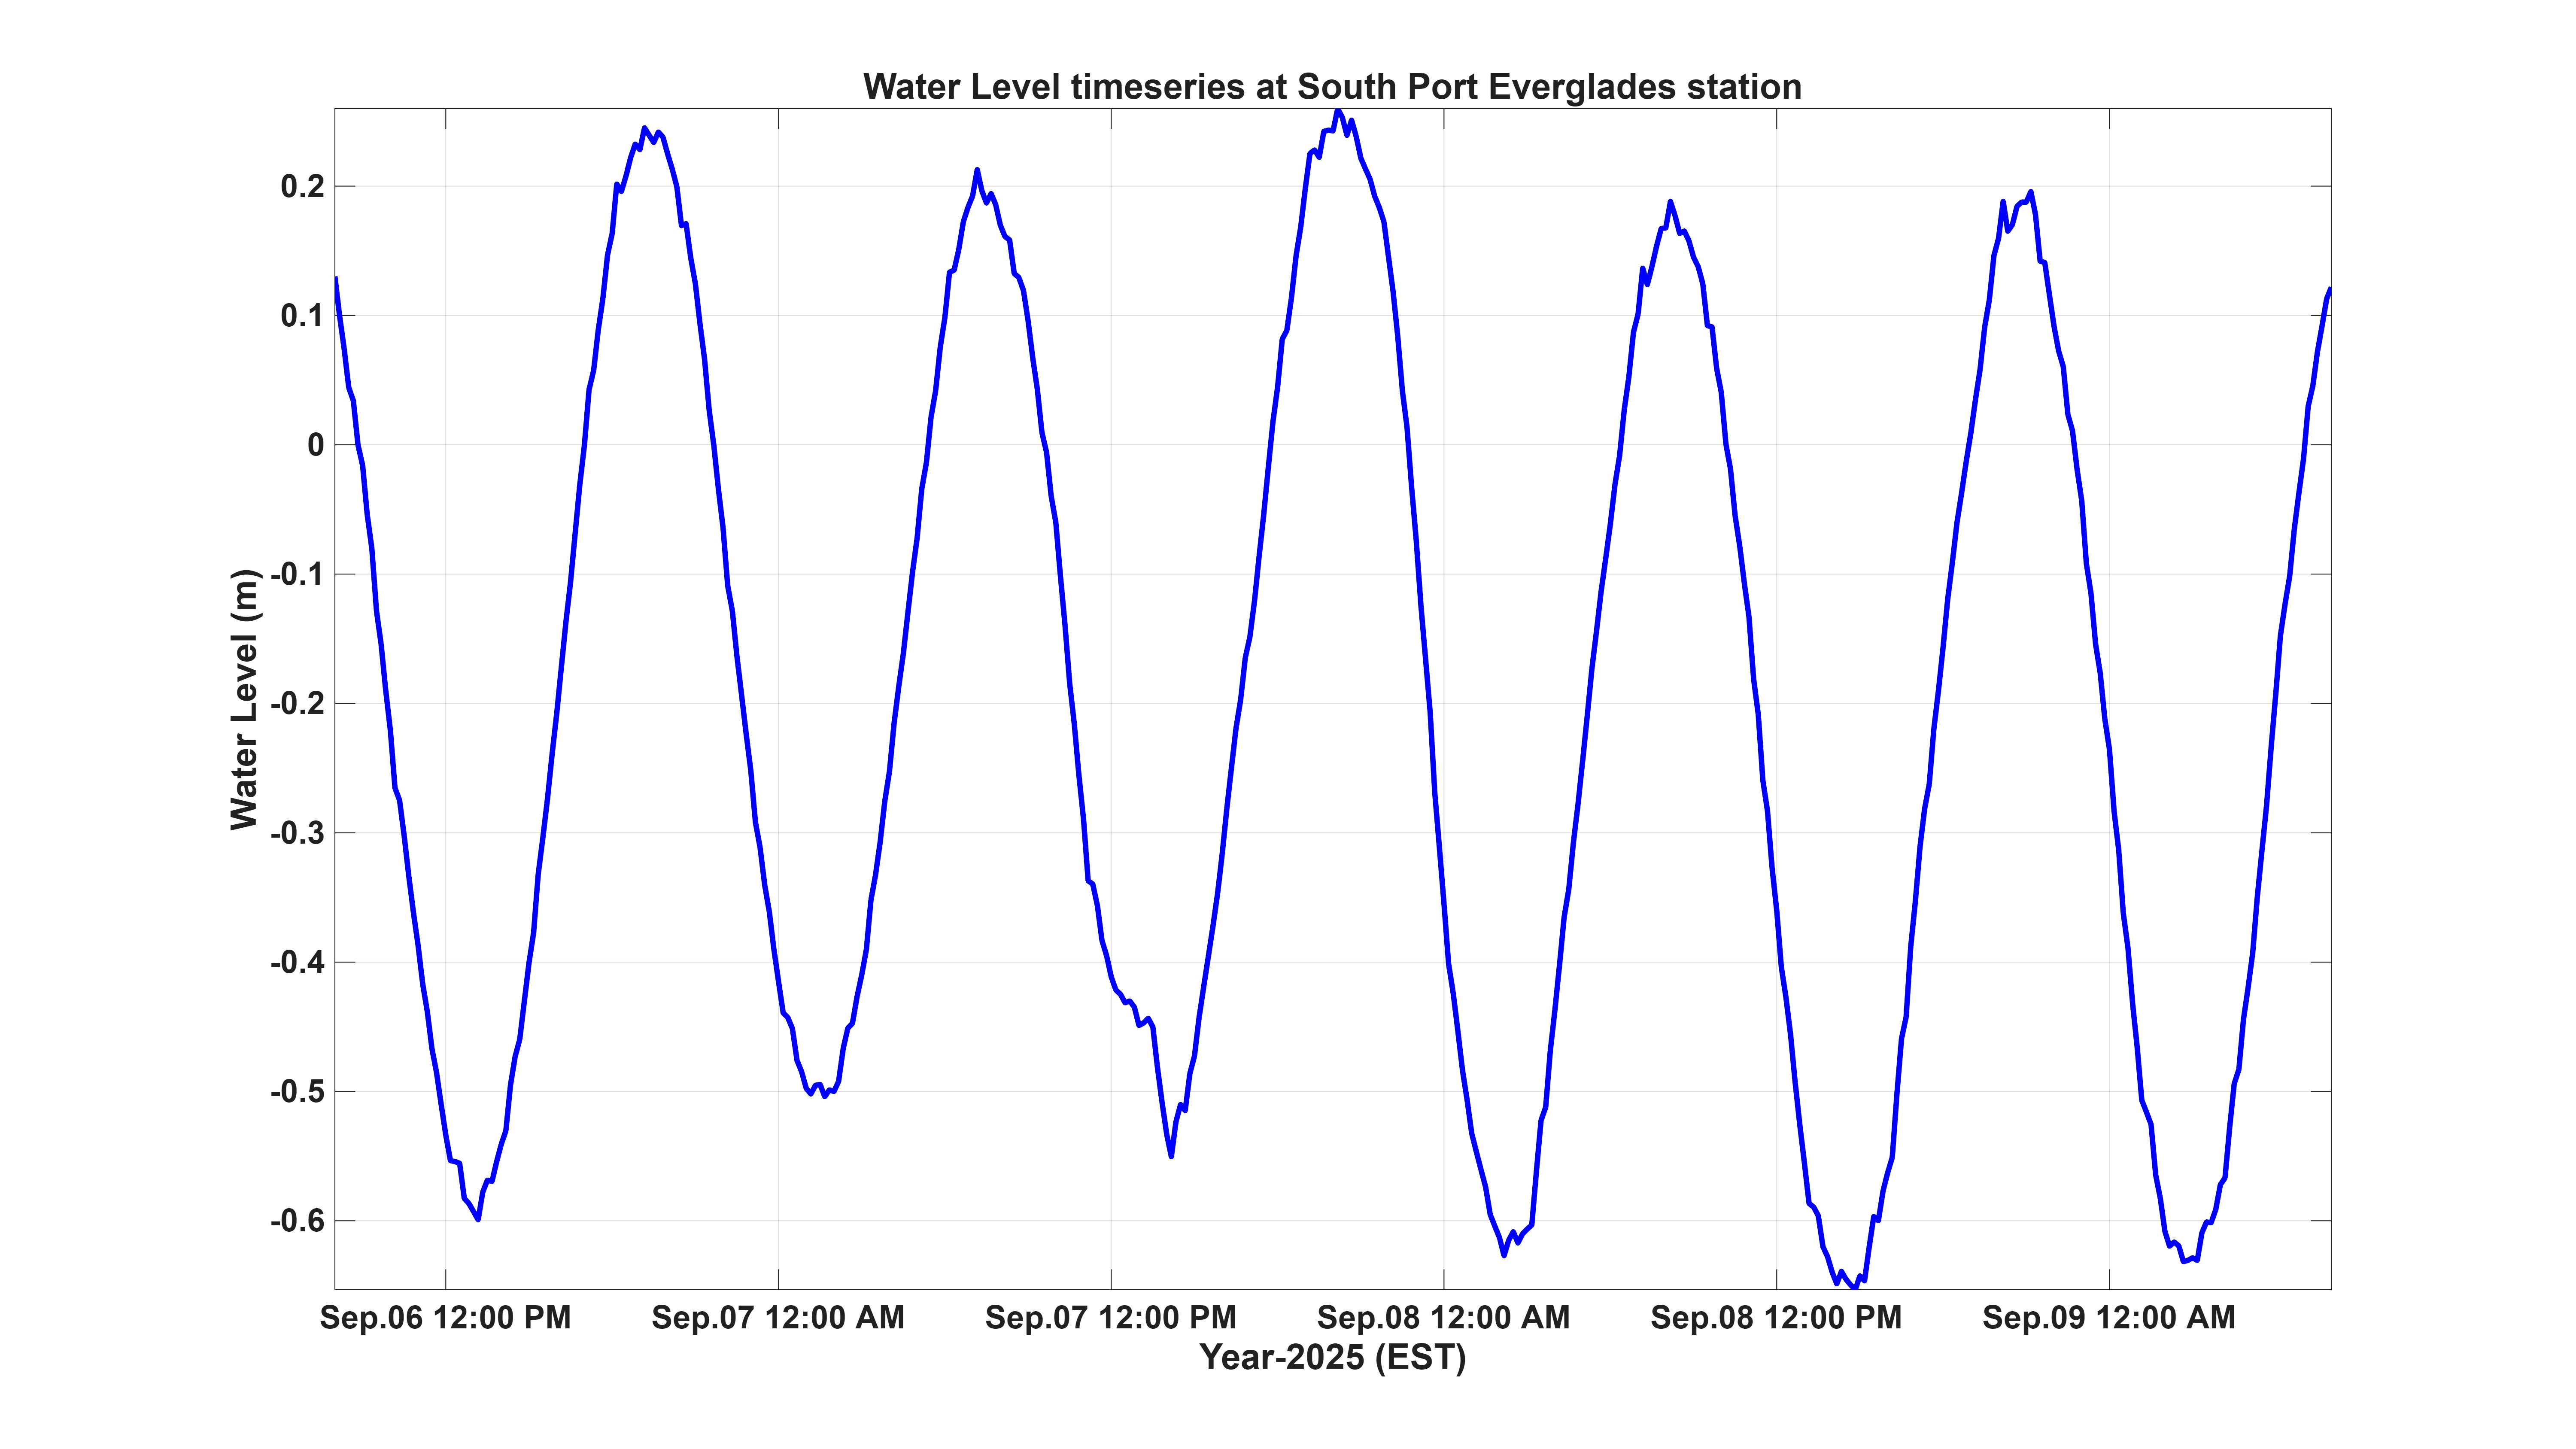 Water Level timeseries at South Port Everglades station
Water Level (m)
0.2
0.1
0
-0.1
-0.2
-0.3
-0.4
-0.5
-0.6
Sep.06 12:00 PM
Sep.07 12:00 AM
Sep.07 12:00 PM
Sep.08 12:00 AM
Sep.08 12:00 PM
Sep.09 12:00 AM
Year-2025 (EST)